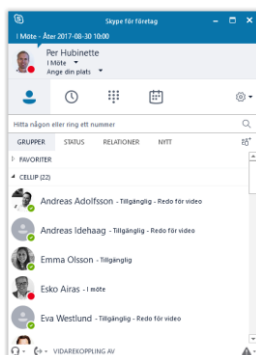 Skype för företag
I Möte - Åter 2017-08-30 10:00
Per Hubinette
I Möte
Ange din plats
Hitta någon eller ring ett nummer
GRUPPER STATUS RELATIONER NYTT
FAVORITER
CELLIP (22)
Andreas Adolfsson - Tillgänglig - Redo för video
Andreas Idehaag - Tillgänglig - Redo för video
Emma Olsson - Tillgänglig
Esko Airas - I möte
Eva Westlund - Tillgänglig - Redo för video
VIDAREKOPPLING AV